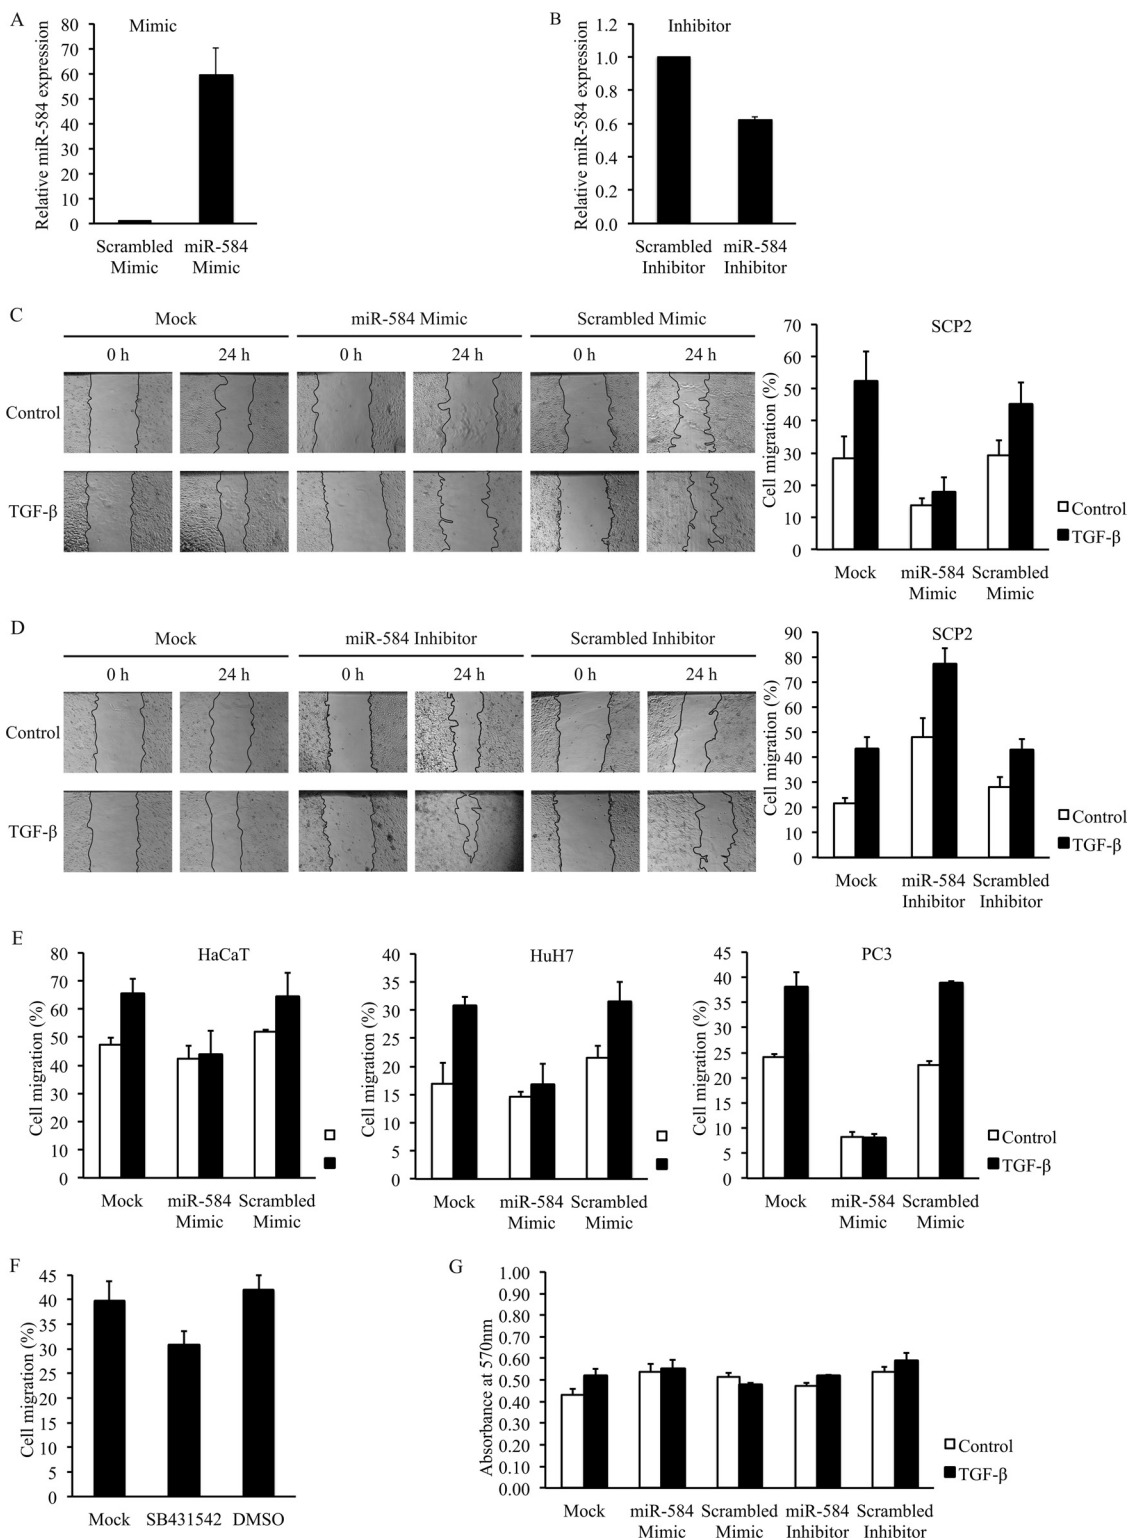 A
Mimic
Relative miR-584 expression
80
70
60
50
40
30
20
10
0
Scrambled
Mimic
miR-584
Mimic
B
Inhibitor
Relative miR-584 expression
1.2
1.0
0.8
0.6
0.4
0.2
0.0
Scrambled
Inhibitor
miR-584
Inhibitor
C
Mock
miR-584 Mimic
Scrambled Mimic
0 h
24 h
0 h
24 h
0 h
24 h
Control
TGF-β
SCP2
Cell migration (%)
70
60
50
40
30
20
10
0
Mock
miR-584
Mimic
Scrambled
Mimic
Control
TGF-β
D
Mock
miR-584 Inhibitor
Scrambled Inhibitor
0 h
24 h
0 h
24 h
0 h
24 h
Control
TGF-β
SCP2
Cell migration (%)
90
80
70
60
50
40
30
20
10
0
Mock
miR-584
Inhibitor
Scrambled
Inhibitor
Control
TGF-β
E
HaCaT
Cell migration (%)
80
70
60
50
40
30
20
10
0
Mock
miR-584
Mimic
Scrambled
Mimic
HuH7
Cell migration (%)
40
35
30
25
20
15
10
5
0
Mock
miR-584
Mimic
Scrambled
Mimic
PC3
Cell migration (%)
45
40
35
30
25
20
15
10
5
0
Mock
miR-584
Mimic
Scrambled
Mimic
Control
TGF-β
F
Cell migration (%)
45
40
35
30
25
20
15
10
5
0
Mock
SB431542
DMSO
G
Absorbance at 570nm
1.00
0.90
0.80
0.70
0.60
0.50
0.40
0.30
0.20
0.10
0.00
Mock
miR-584
Mimic
Scrambled
Mimic
miR-584
Inhibitor
Scrambled
Inhibitor
Control
TGF-β